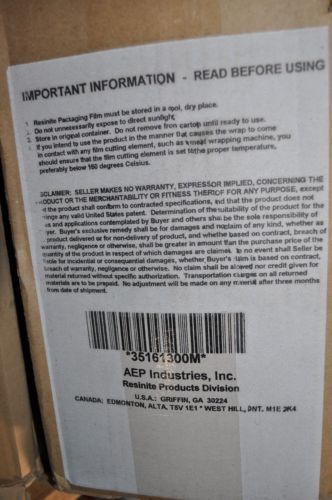 IMPORTANT INFORMATION - READ BEFORE USING
1. Resinite Packaging Film must be stored in a cool, dry place.
2. Do not unnecessarily expose to direct sunlight.
3. Store in original container. Do not remove from carton until ready to use.
4. If you intend to use the product in the manner that causes the wrap to come
in contact with any film cutting element, such as a meat wrapping machine, you
should ensure that the film cutting element is set to the proper temperature,
preferably below 160 degrees Celsius.
DISCLAIMER: SELLER MAKES NO WARRANTY, EXPRESS OR IMPLIED, CONCERNING THE
PRODUCT OR THE MERCHANTABILITY OR FITNESS THEREOF FOR ANY PURPOSE, except
the product shall conform to contracted specifications, and that the product does not
infringe any valid United States patent. Determination of the suitability of the product for the
uses and applications contemplated by Buyer and others shall be the sole responsibility of
Buyer. Buyer's exclusive remedy shall be for damages and no claim of any kind, whether as
to product delivered or for non-delivery of product, and whether based on contract, breach of
warranty, negligence or otherwise, shall be greater in amount than the purchase price of the
quantity of the product in respect of which damages are claimed. In no event shall Seller be
liable for incidental or consequential damages, whether Buyer's claim is based on contract,
breach of warranty, negligence or otherwise. No claim shall be allowed nor credit given for
material returned without specific authorization. Transportation charges on all returned
materials are to be prepaid. No adjustment will be made on any material after three months
from date of shipment.
*35161300M*
AEP Industries, Inc.
Resinite Products Division
U.S.A.: GRIFFIN, GA 30224
CANADA: EDMONTON, ALTA. T5V 1E1 * WEST HILL, ONT. M1E 2K4